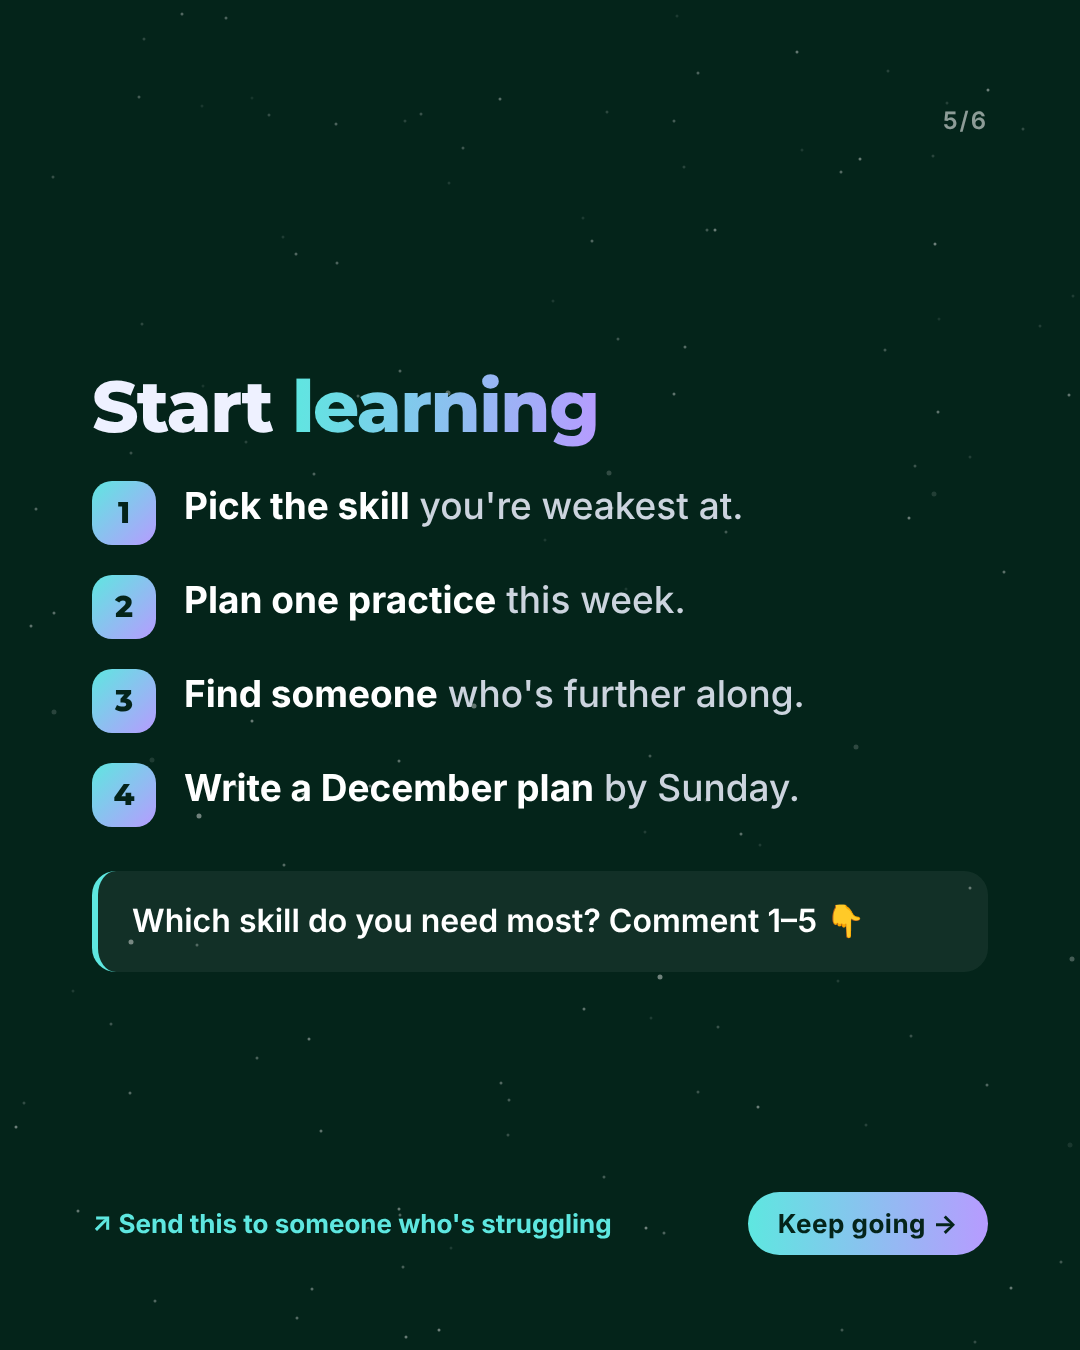 5/6
Start learning
1 Pick the skill you're weakest at.
2 Plan one practice this week.
3 Find someone who's further along.
4 Write a December plan by Sunday.
Which skill do you need most? Comment 1–5 👇
↗ Send this to someone who's struggling
Keep going →